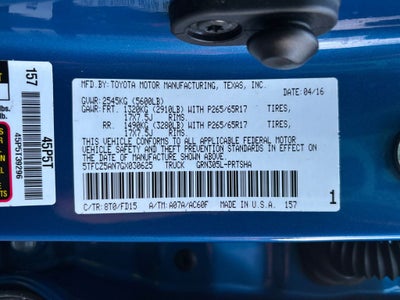 MFD.BY:TOYOTA MOTOR MANUFACTURING, TEXAS, INC.
04/16
GVWR:2545KG (5600LB)
GAWR:FRT. 1320KG (2910LB) WITH P265/65R17 TIRES,
17X7.5J RIMS.
RR. 1490KG (3280LB) WITH P265/65R17 TIRES,
17X7.5J RIMS.
THIS VEHICLE CONFORMS TO ALL APPLICABLE FEDERAL MOTOR
VEHICLE SAFETY AND THEFT PREVENTION STANDARDS IN EFFECT
ON THE DATE OF MANUFACTURE SHOWN ABOVE.
5TFCZ5AN7GX030625 TRUCK GRN305L-PRTSHA
C/TR:8T0/FD15 A/TM:A07A/AC60F MADE IN U.S.A. 157
1
157
45P5T
45P5T39Z96
lbs.